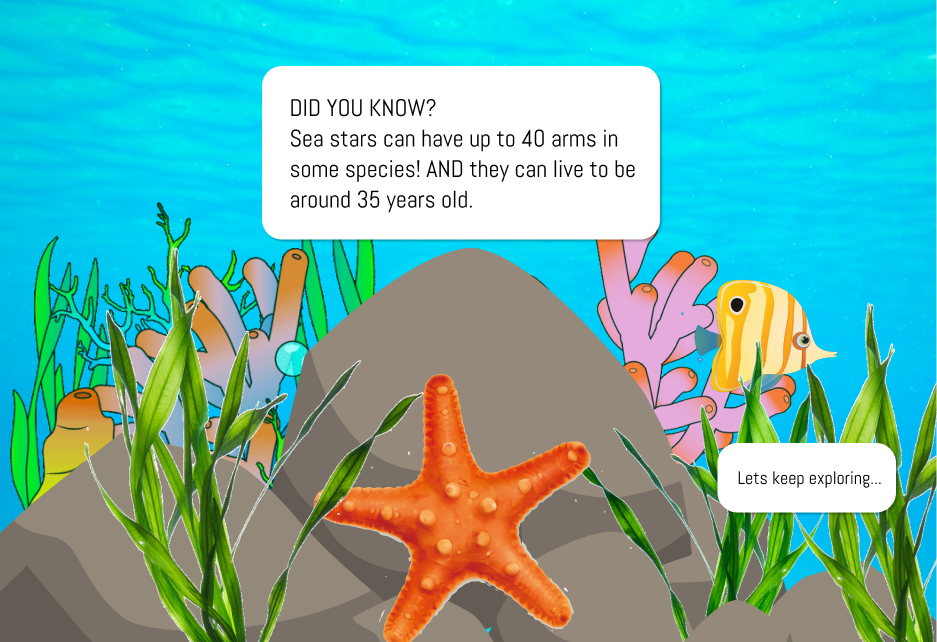 DID YOU KNOW?
Sea stars can have up to 40 arms in
some species! AND they can live to be
around 35 years old.
Lets keep exploring...